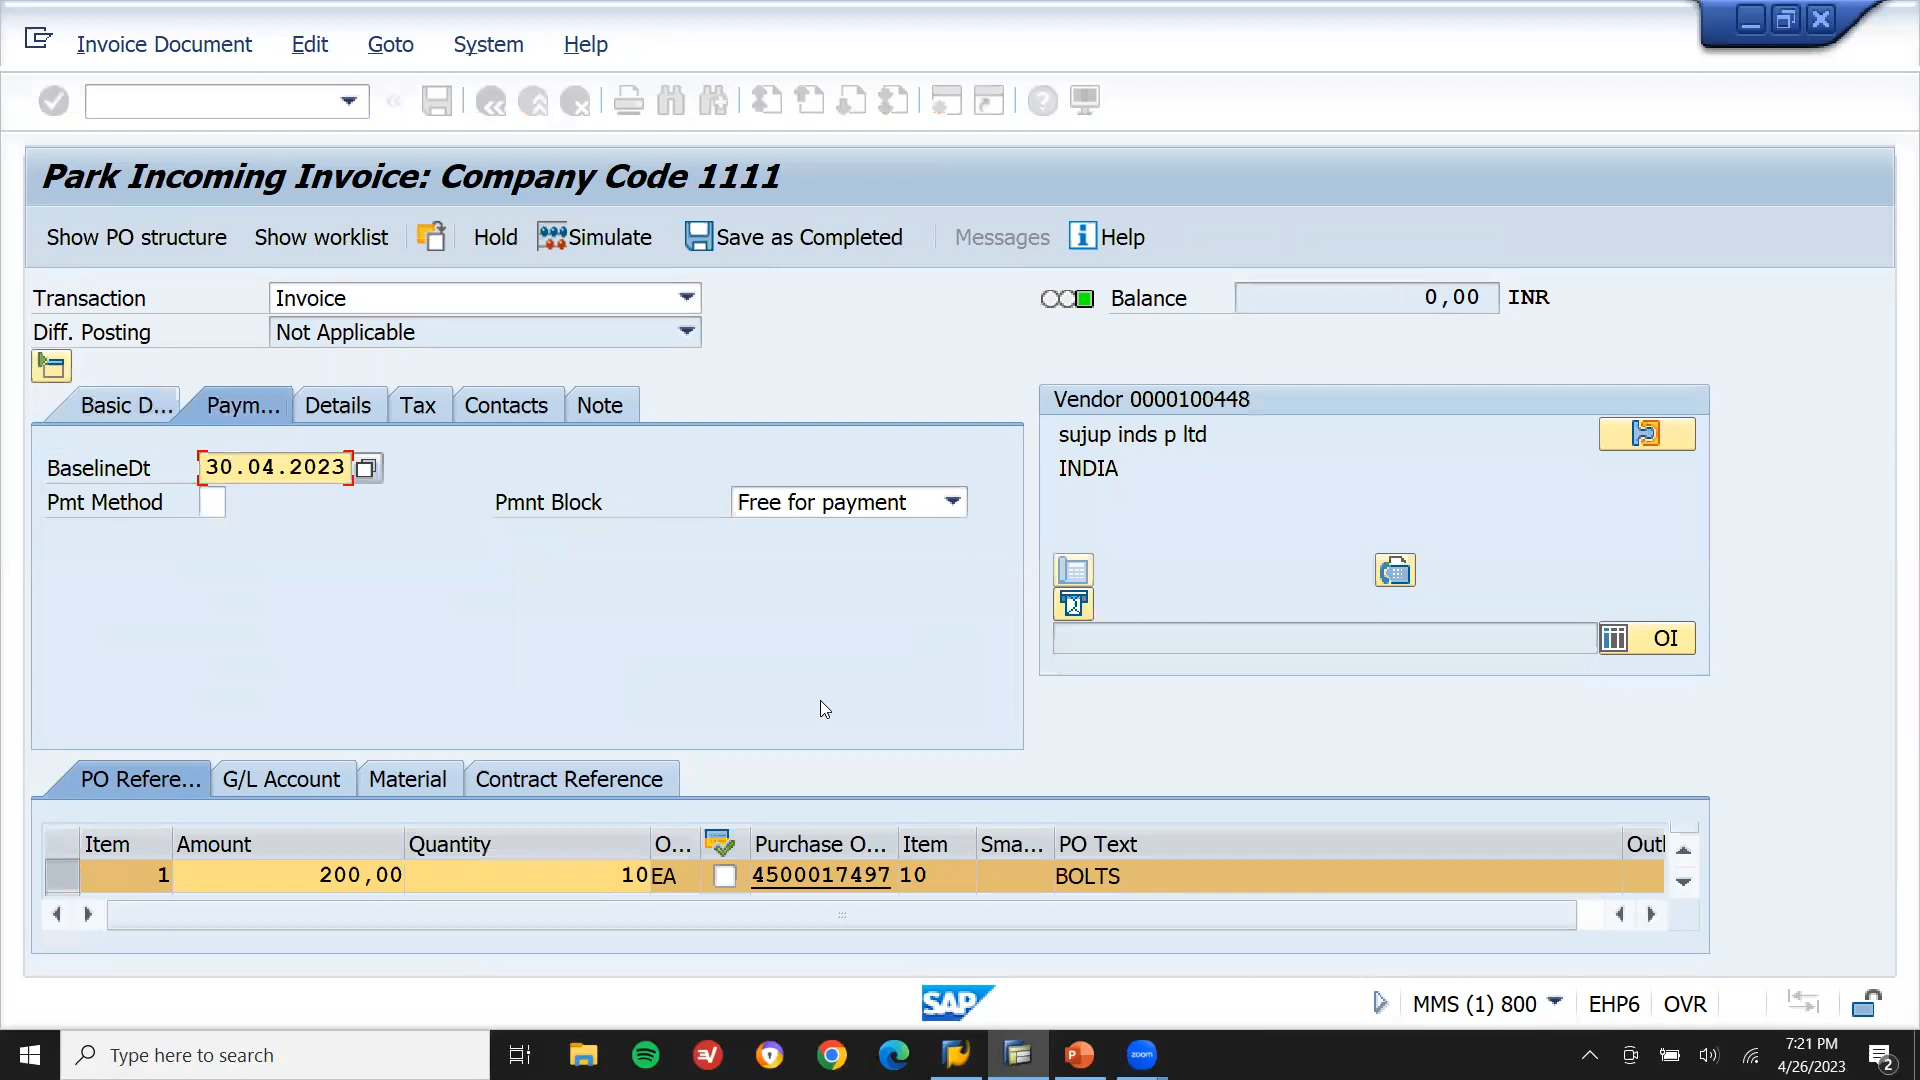 Invoice Document Edit Goto System Help
Park Incoming Invoice: Company Code 1111
Show PO structure Show worklist Hold Simulate Save as Completed Messages Help
Transaction Invoice Balance 0,00 INR
Diff. Posting Not Applicable
Basic D... Paym... Details Tax Contacts Note
Vendor 0000100448
sujup inds p ltd
INDIA
BaselineDt 30.04.2023
Pmt Method Pmnt Block Free for payment
OI
PO Refere... G/L Account Material Contract Reference
Item Amount Quantity O... Purchase O... Item Sma... PO Text Outl
1 200,00 10 EA 4500017497 10 BOLTS
SAP MMS (1) 800 EHP6 OVR
Type here to search
zoom
7:21 PM
4/26/2023
2